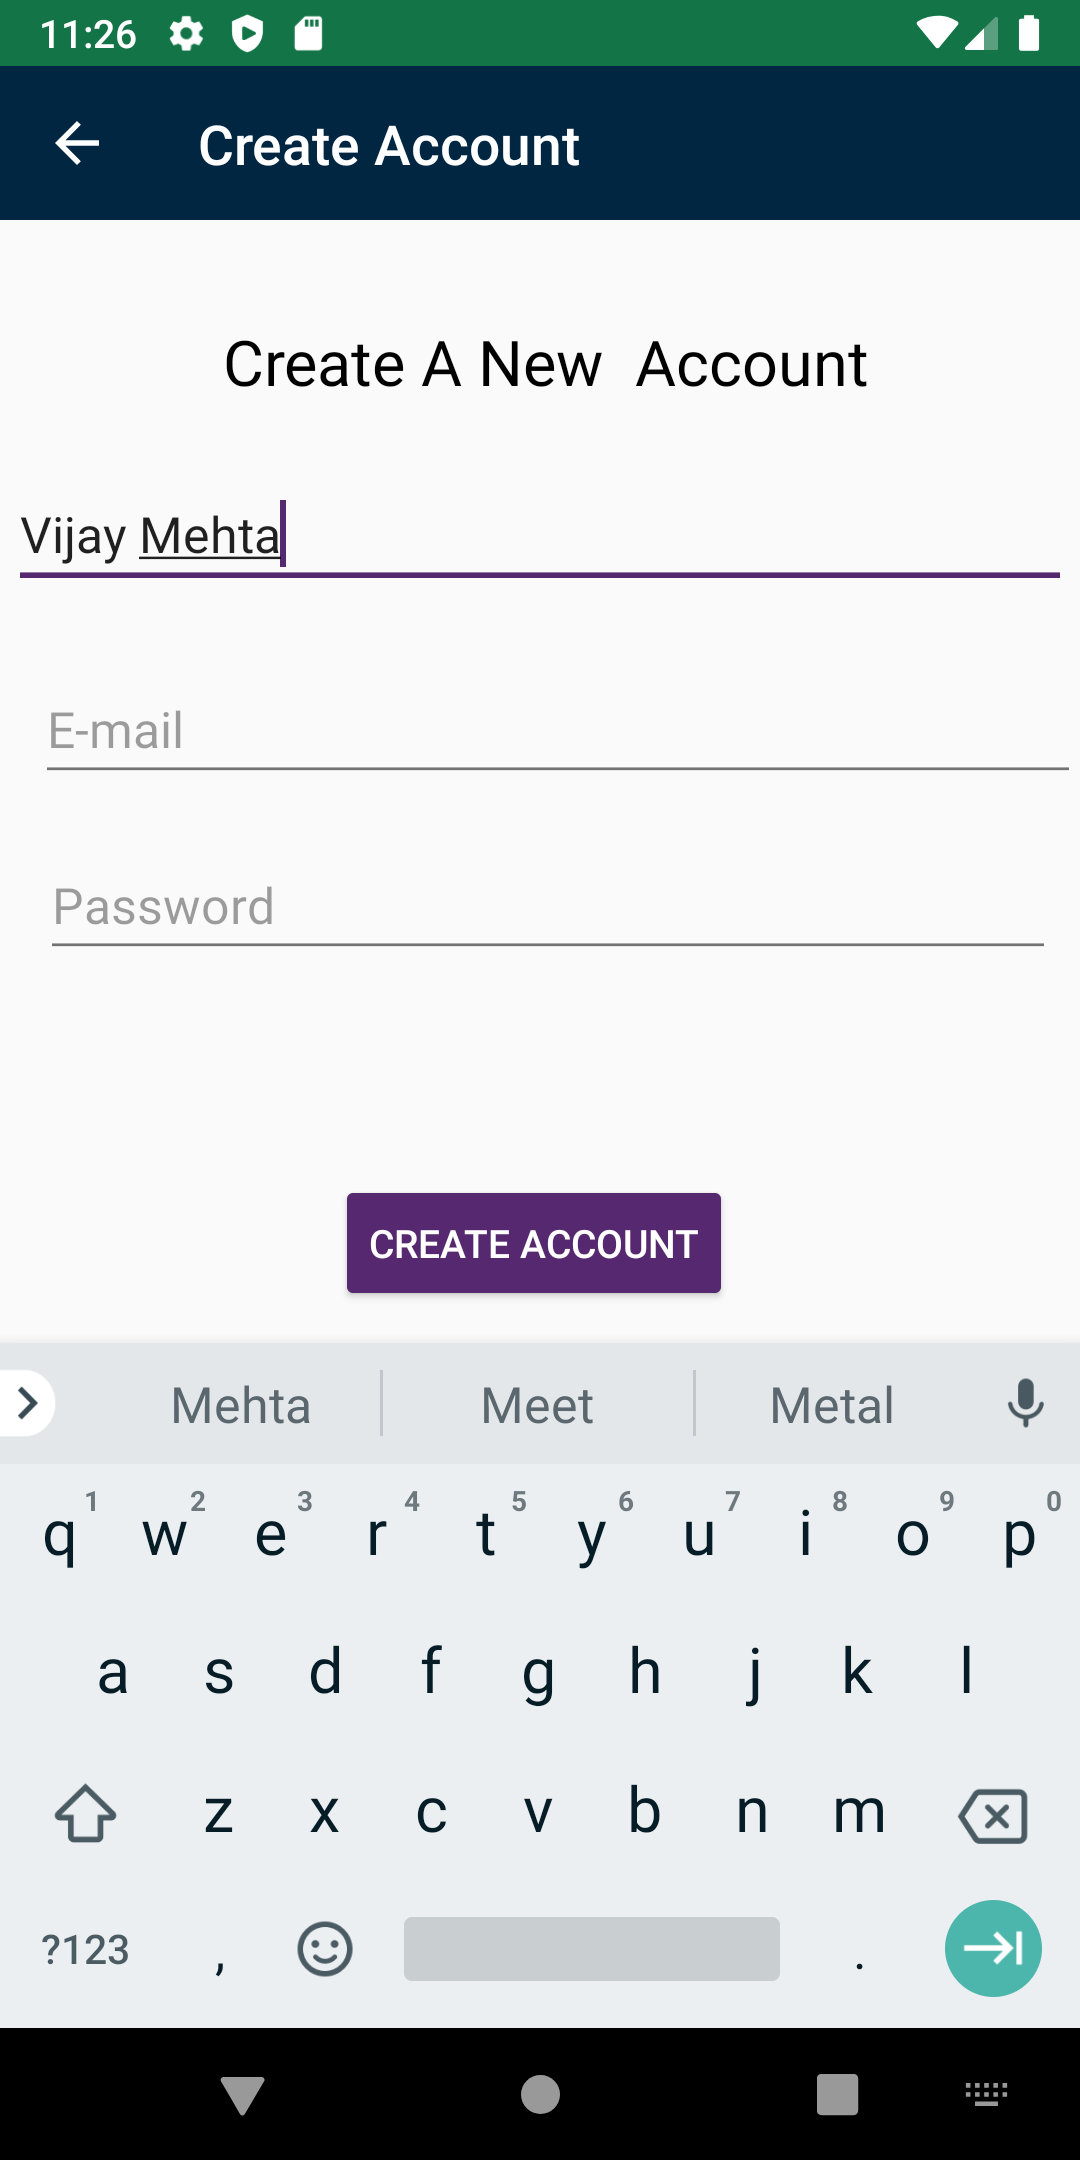 11:26
Create Account
Create A New  Account
Vijay Mehta
E-mail
Password
CREATE ACCOUNT
Mehta Meet Metal
q 1 w 2 e 3 r 4 t 5 y 6 u 7 i 8 o 9 p 0
a s d f g h j k l
z x c v b n m
?123 , .